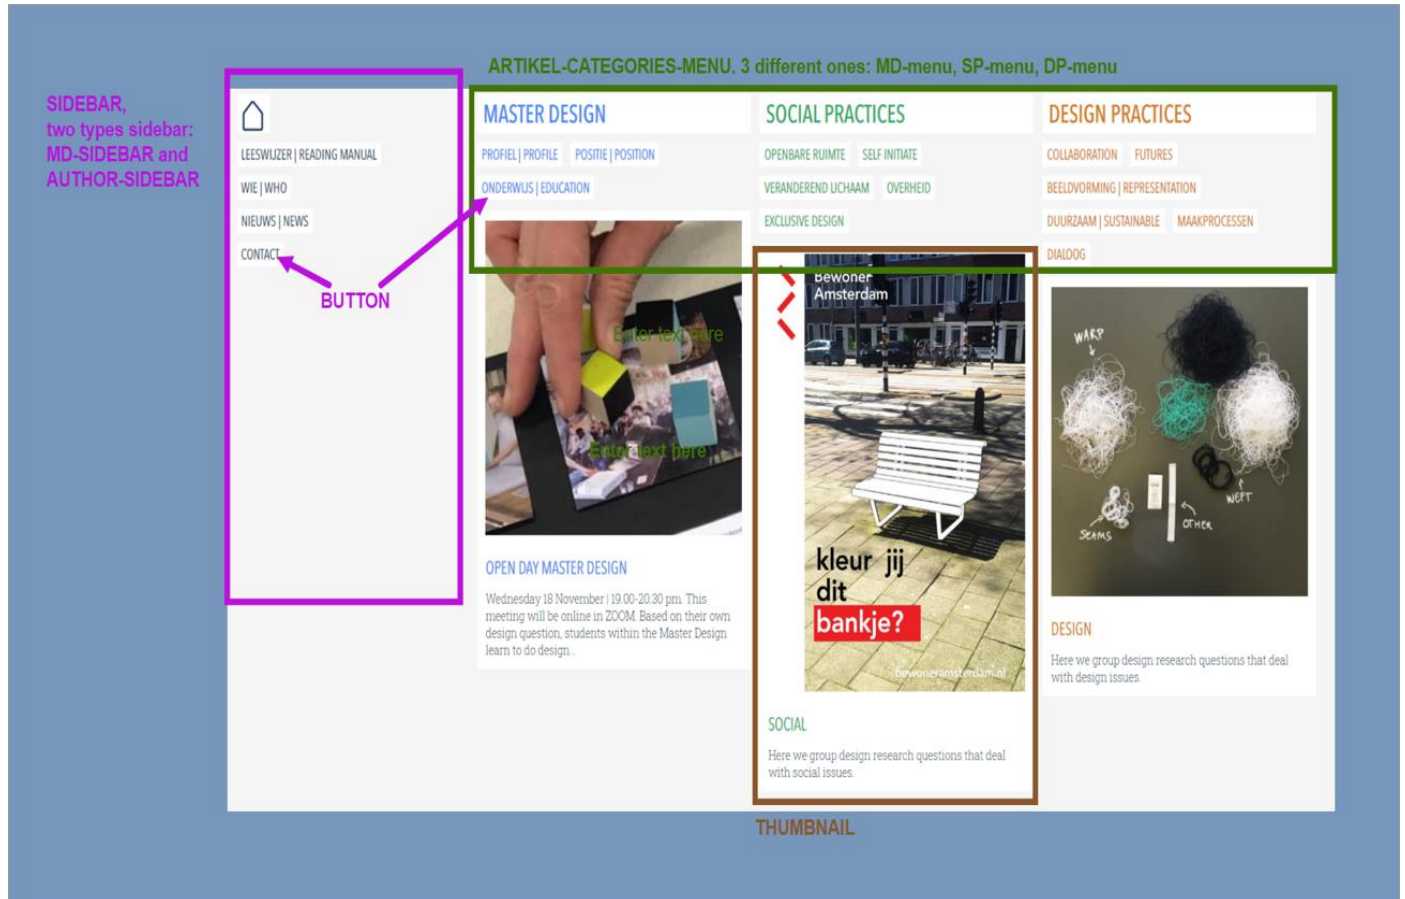 ARTIKEL-CATEGORIES-MENU. 3 different ones: MD-menu, SP-menu, DP-menu
SIDEBAR,
two types sidebar:
MD-SIDEBAR and
AUTHOR-SIDEBAR
LEESWIJZER | READING MANUAL
WIE | WHO
NIEUWS | NEWS
CONTACT
BUTTON
MASTER DESIGN
PROFIEL | PROFILE POSITIE | POSITION
ONDERWIJS | EDUCATION
Enter text here
Enter text here
OPEN DAY MASTER DESIGN
Wednesday 18 November | 19.00-20.30 pm. This
meeting will be online in ZOOM. Based on their own
design question, students within the Master Design
learn to do design...
SOCIAL PRACTICES
OPENBARE RUIMTE SELF INITIATE
VERANDEREND LICHAAM OVERHEID
EXCLUSIVE DESIGN
Bewoner
Amsterdam
kleur jij
dit
bankje?
bewoneramsterdam.nl
SOCIAL
Here we group design research questions that deal
with social issues.
THUMBNAIL
DESIGN PRACTICES
COLLABORATION FUTURES
BEELDVORMING | REPRESENTATION
DUURZAAM | SUSTAINABLE MAAKPROCESSEN
DIALOOG
WARP
WEFT
SEAMS
OTHER
DESIGN
Here we group design research questions that deal
with design issues.